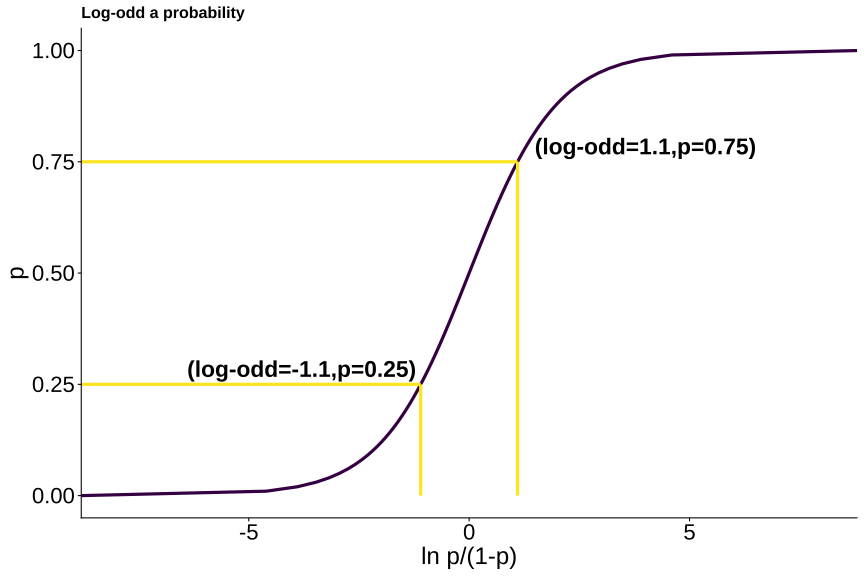 Log-odd a probability
1.00
(log-odd=1.1,p=0.75)
0.75
p
0.50
(log-odd=-1.1,p=0.25)
0.25
0.00
-5 0 5
ln p/(1-p)